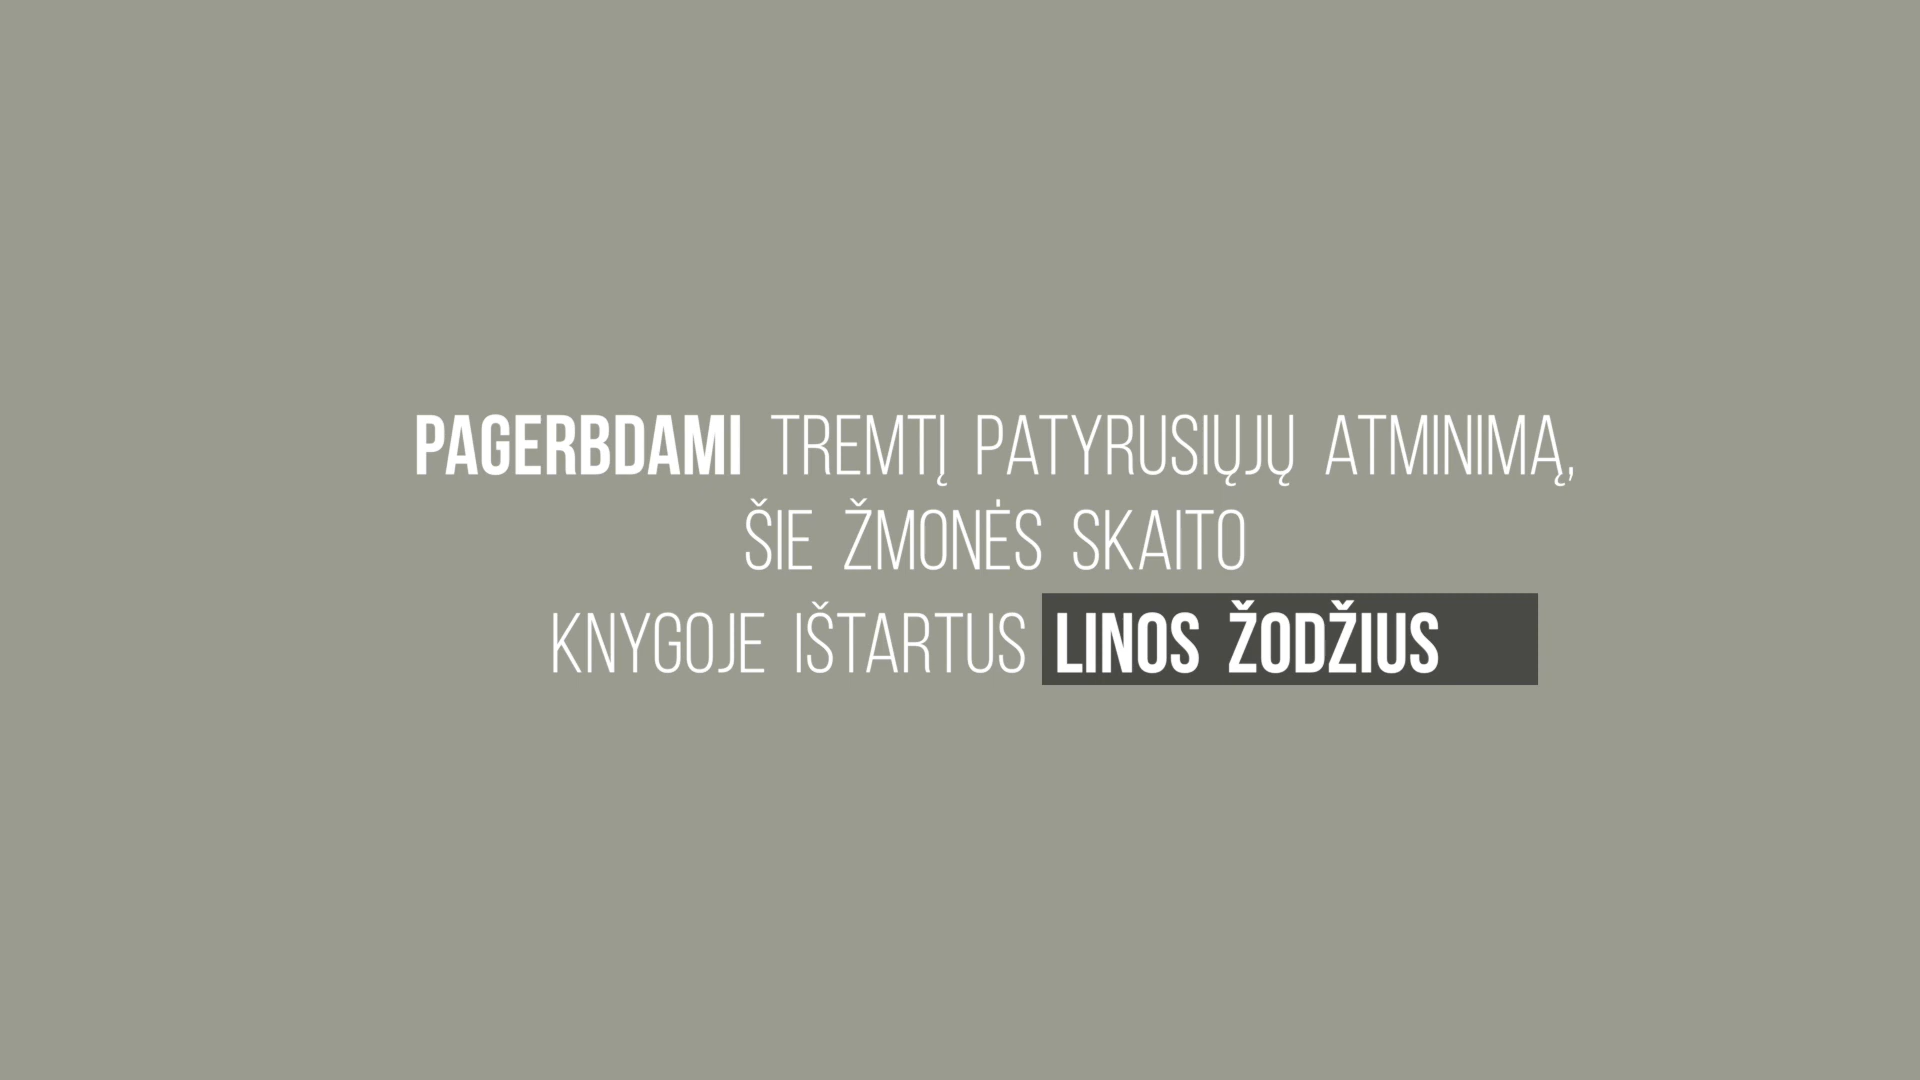 PAGERBDAMI TREMTĮ PATYRUSIŲJŲ ATMINIMĄ,
ŠIE ŽMONĖS SKAITO
KNYGOJE IŠTARTUS LINOS ŽODŽIUS